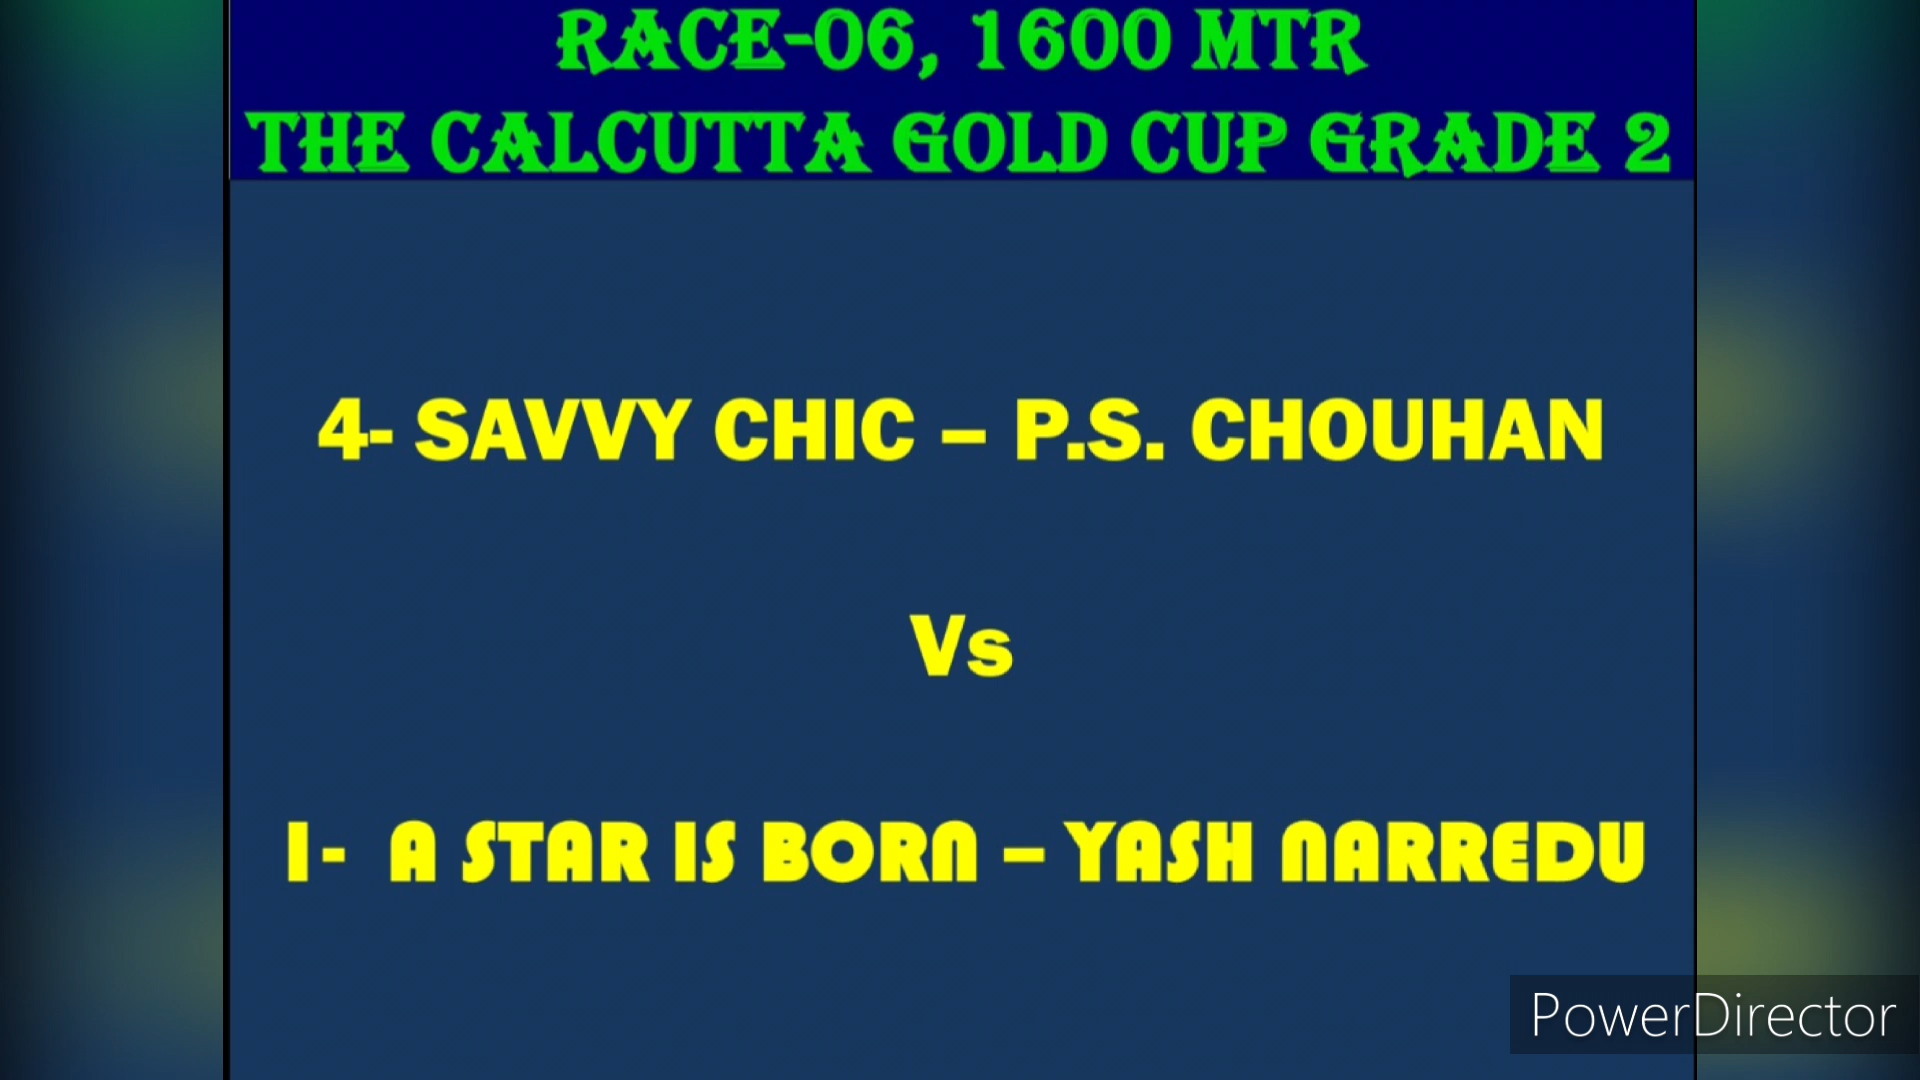 RACE-06, 1600 MTR
THE CALCUTTA GOLD CUP GRADE 2
4- SAVVY CHIC – P.S. CHOUHAN
Vs
1- A STAR IS BORN – YASH NARREDU
PowerDirector